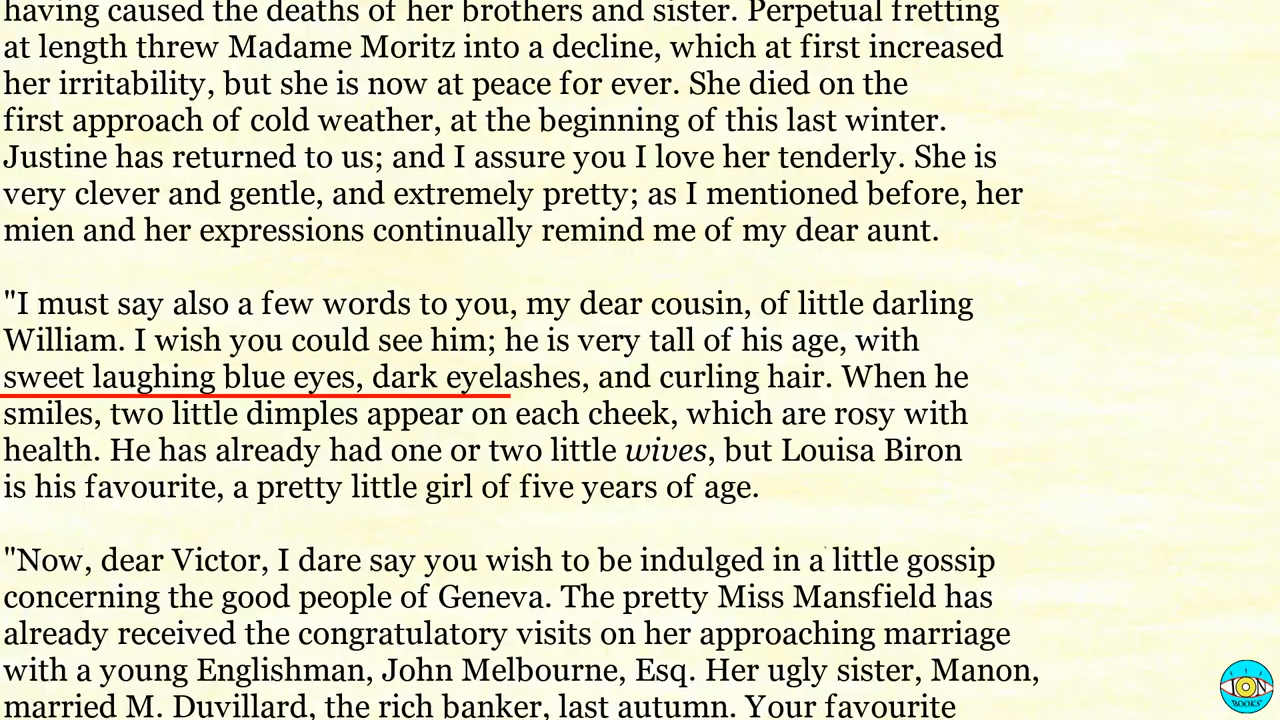 having caused the deaths of her brothers and sister. Perpetual fretting
at length threw Madame Moritz into a decline, which at first increased
her irritability, but she is now at peace for ever. She died on the
first approach of cold weather, at the beginning of this last winter.
Justine has returned to us; and I assure you I love her tenderly. She is
very clever and gentle, and extremely pretty; as I mentioned before, her
mien and her expressions continually remind me of my dear aunt.
"I must say also a few words to you, my dear cousin, of little darling
William. I wish you could see him; he is very tall of his age, with
sweet laughing blue eyes, dark eyelashes, and curling hair. When he
smiles, two little dimples appear on each cheek, which are rosy with
health. He has already had one or two little wives, but Louisa Biron
is his favourite, a pretty little girl of five years of age.
"Now, dear Victor, I dare say you wish to be indulged in a little gossip
concerning the good people of Geneva. The pretty Miss Mansfield has
already received the congratulatory visits on her approaching marriage
with a young Englishman, John Melbourne, Esq. Her ugly sister, Manon,
married M. Duvillard, the rich banker, last autumn. Your favourite
ION
BOOKS